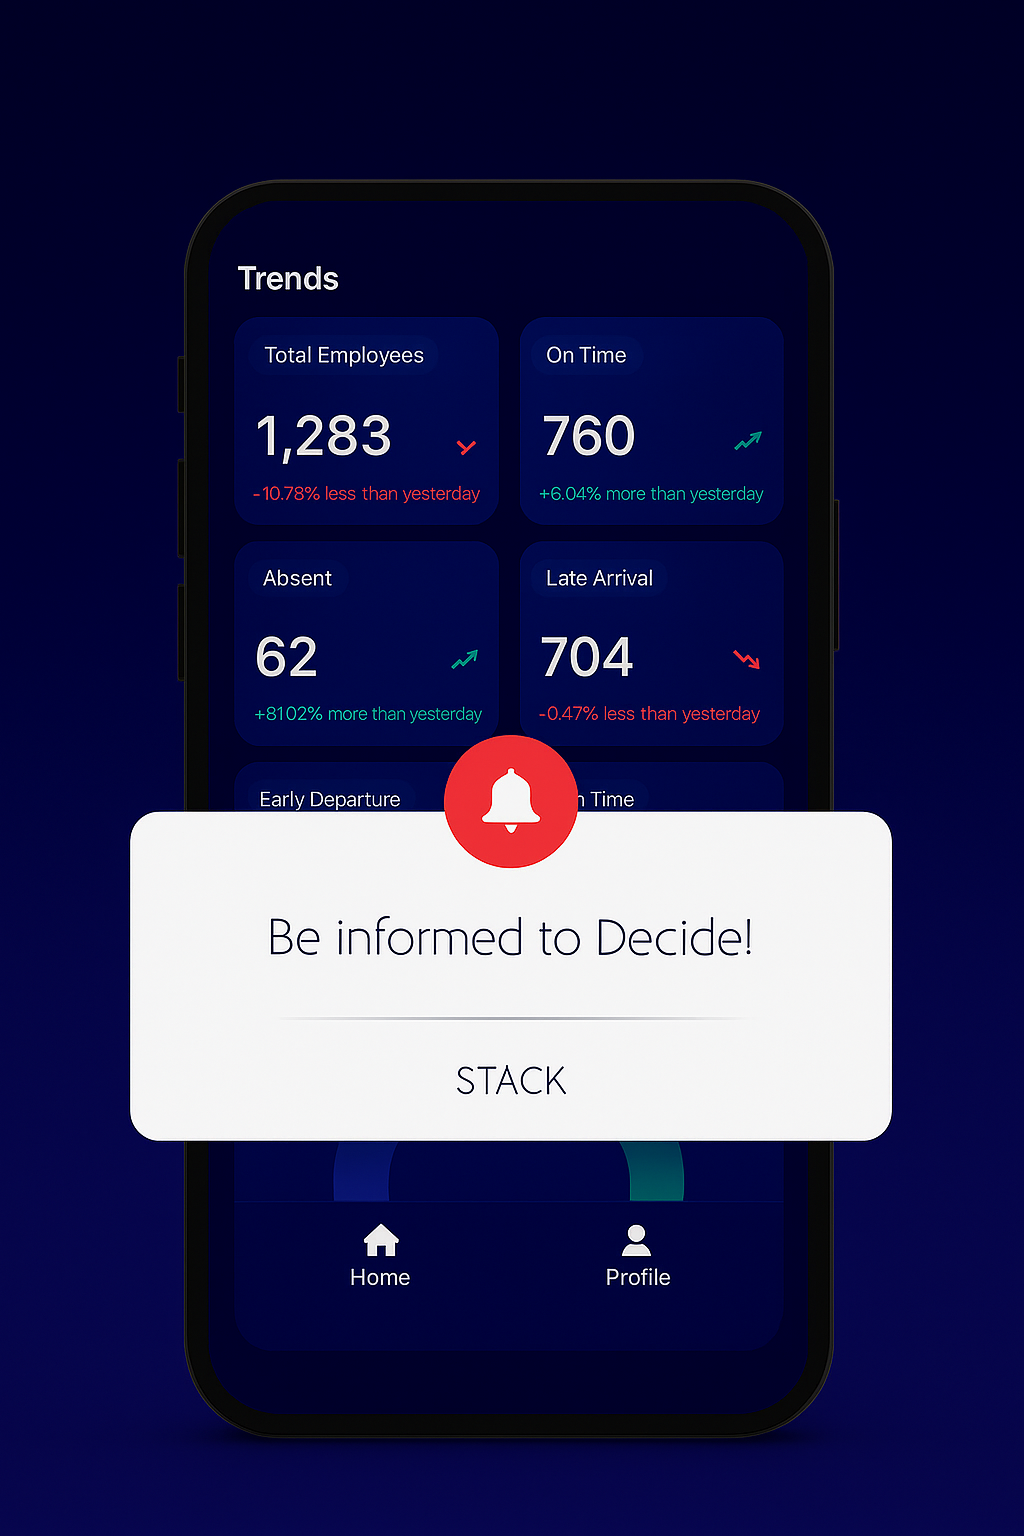 Trends
Total Employees
1,283
-10.78% less than yesterday
On Time
760
+6.04% more than yesterday
Absent
62
+8102% more than yesterday
Late Arrival
704
-0.47% less than yesterday
Early Departure
n Time
Be informed to Decide!
STACK
Home
Profile